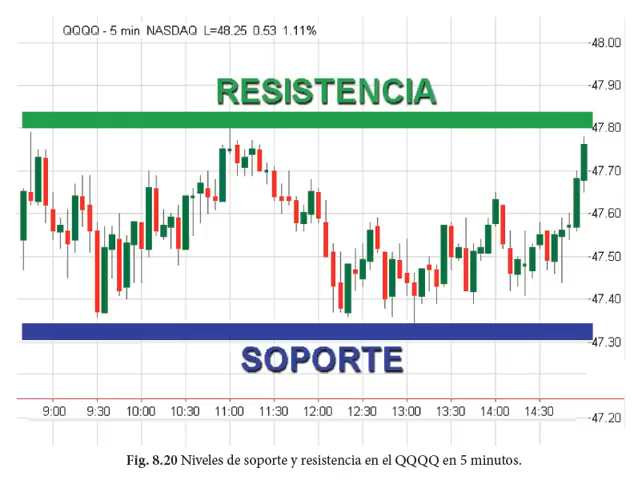 QQQQ - 5 min NASDAQ L=48.25 0.53 1.11%
48.00
RESISTENCIA
47.90
47.80
47.70
47.60
47.50
47.40
47.30
SOPORTE
9:00 9:30 10:00 10:30 11:00 11:30 12:00 12:30 13:00 13:30 14:00 14:30
47.20
Fig. 8.20 Niveles de soporte y resistencia en el QQQQ en 5 minutos.